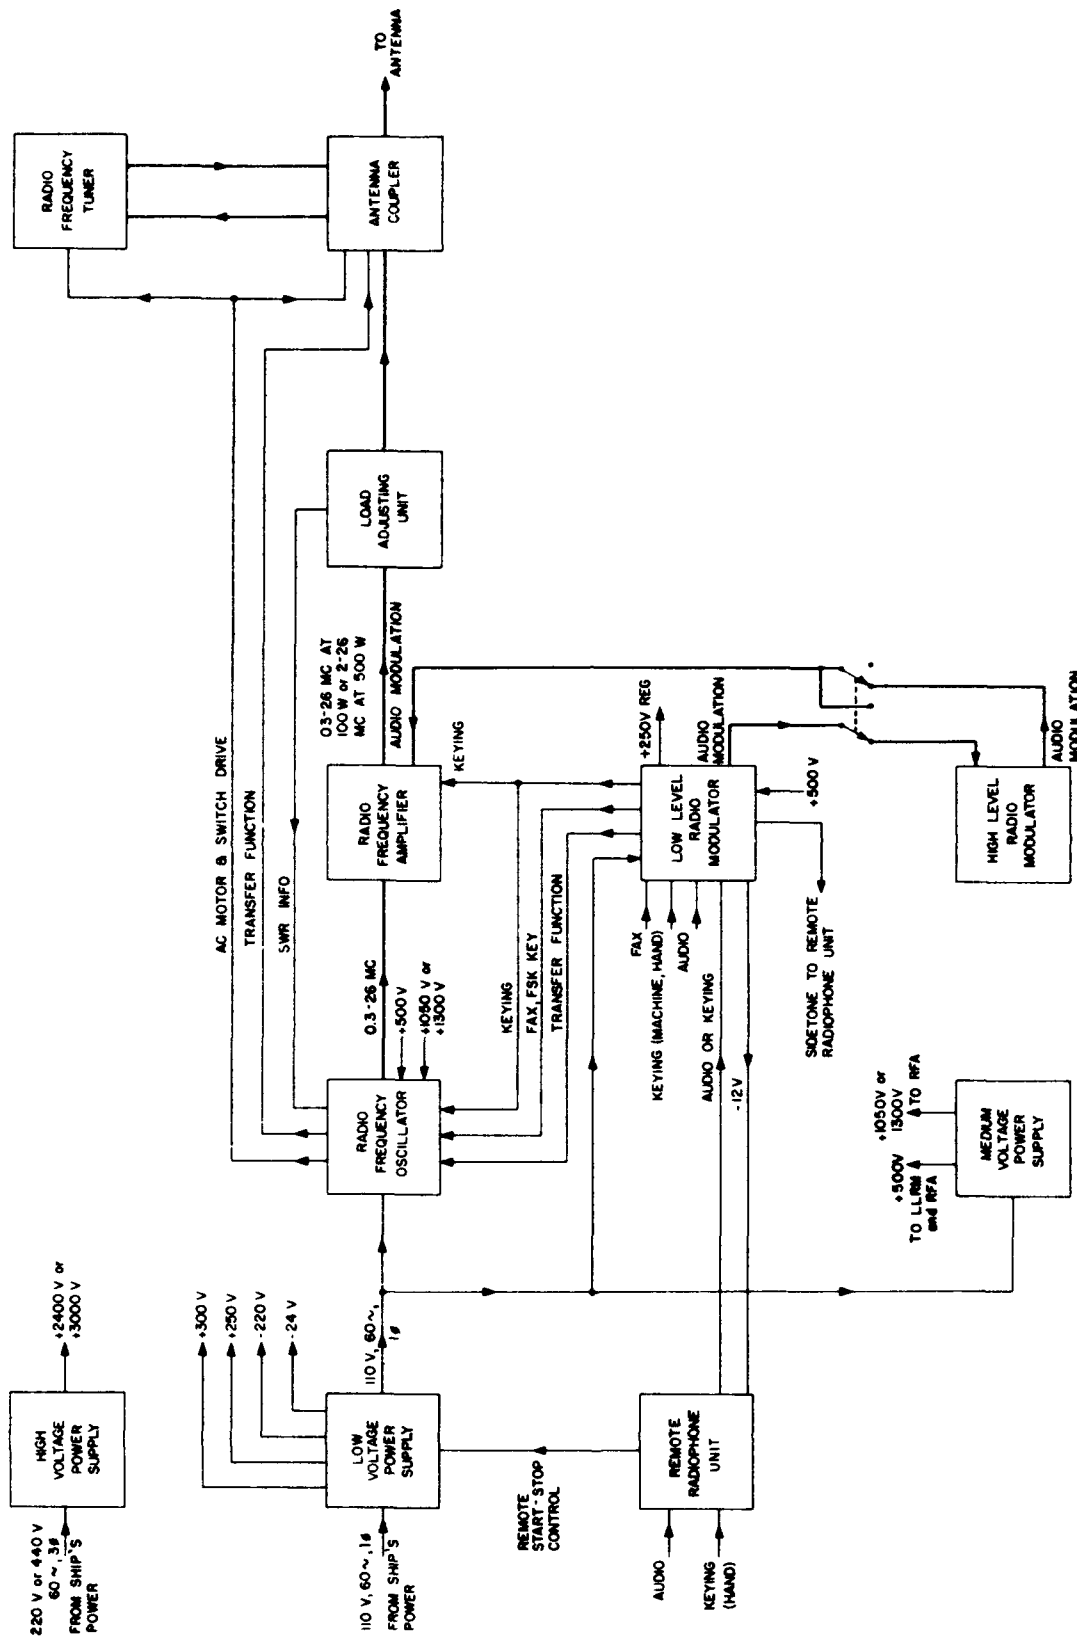 220 V or 440 V
60 ~, 3ø
FROM SHIP'S
POWER
HIGH
VOLTAGE
POWER
SUPPLY
+2400 V or
+3000 V
110 V, 60 ~, 1ø
FROM SHIP'S
POWER
LOW
VOLTAGE
POWER
SUPPLY
+300 V
+250 V
-220 V
-24 V
110 V, 60 ~,
1ø
RADIO
FREQUENCY
OSCILLATOR
AC MOTOR & SWITCH DRIVE
TRANSFER FUNCTION
SWR INFO
0.3-26 MC
+500 V
+1050 V or
+1300 V
KEYING
FAX, FSK KEY
TRANSFER FUNCTION
RADIO
FREQUENCY
AMPLIFIER
KEYING
03-26 MC AT
100 W or 2-26
MC AT 500 W
AUDIO MODULATION
LOAD
ADJUSTING
UNIT
RADIO
FREQUENCY
TUNER
ANTENNA
COUPLER
TO
ANTENNA
REMOTE
START-STOP
CONTROL
AUDIO
KEYING
(HAND)
REMOTE
RADIOPHONE
UNIT
FAX
KEYING (MACHINE, HAND)
AUDIO
AUDIO OR KEYING
-12V
LOW LEVEL
RADIO
MODULATOR
+250V REG
AUDIO
MODULATION
+500 V
SIDETONE TO REMOTE
RADIOPHONE UNIT
+500V
TO LLRM
and RFA
+1050V or
1300V
TO RFA
MEDIUM
VOLTAGE
POWER
SUPPLY
HIGH LEVEL
RADIO
MODULATOR
AUDIO
MODULATION